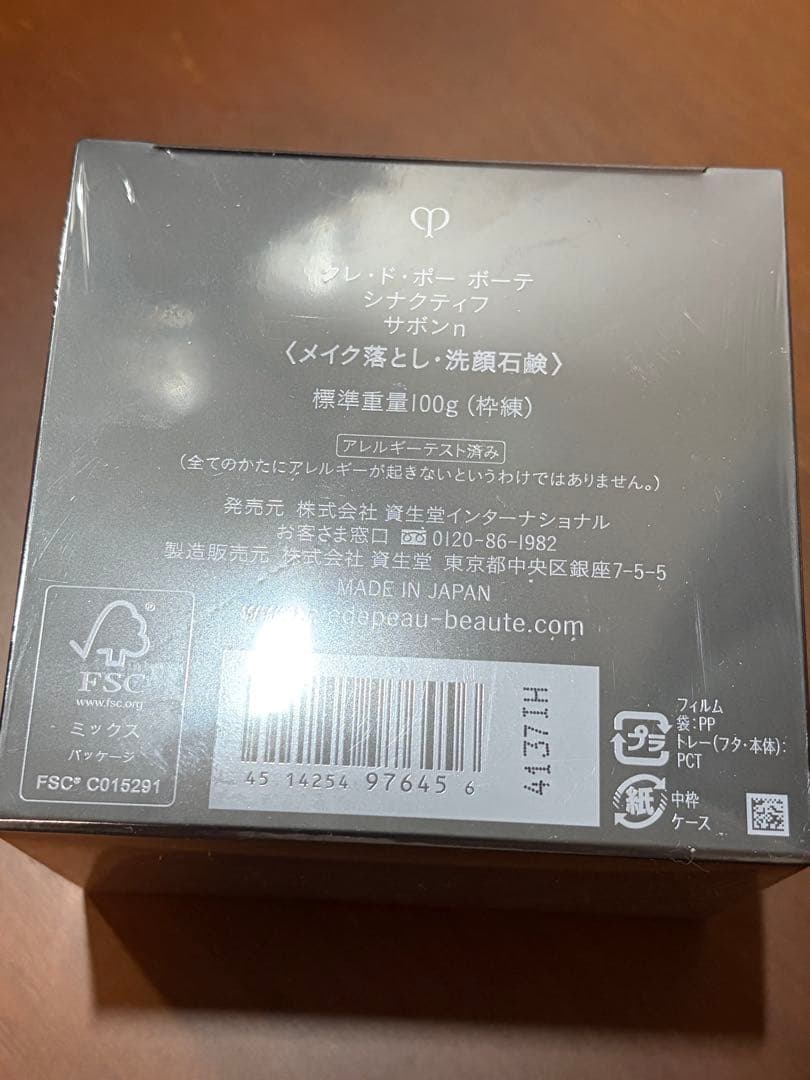 クレ・ド・ポー ボーテ
シナクティフ
サボンn
〈メイク落とし・洗顔石鹸〉
標準重量100g (枠練)
アレルギーテスト済み
(全てのかたにアレルギーが起きないというわけではありません。)
発売元 株式会社 資生堂インターナショナル
お客さま窓口 0120-86-1982
製造販売元 株式会社 資生堂 東京都中央区銀座7-5-5
MADE IN JAPAN
edepeau-beaute.com
FSC®
www.fsc.org
ミックス
パッケージ
FSC® C015291
45 14254 97645 6
41371H
プラ
フィルム
袋:PP
トレー(フタ・本体):
PCT
紙
中枠
ケース